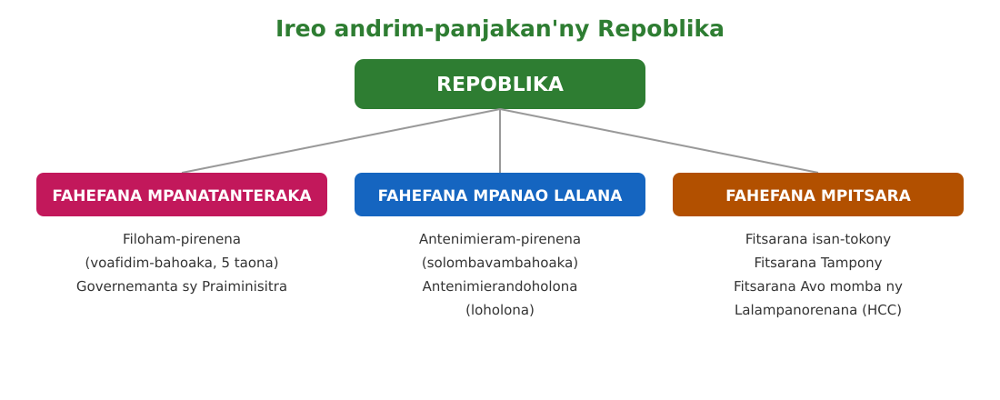 Ireo andrim-panjakan'ny Repoblika
REPOBLIKA
FAHEFANA MPANATANTERAKA
Filoham-pirenena
(voafidim-bahoaka, 5 taona)
Governemanta sy Praiminisitra
FAHEFANA MPANAO LALANA
Antenimieram-pirenena
(solombavambahoaka)
Antenimierandoholona
(loholona)
FAHEFANA MPITSARA
Fitsarana isan-tokony
Fitsarana Tampony
Fitsarana Avo momba ny
Lalampanorenana (HCC)